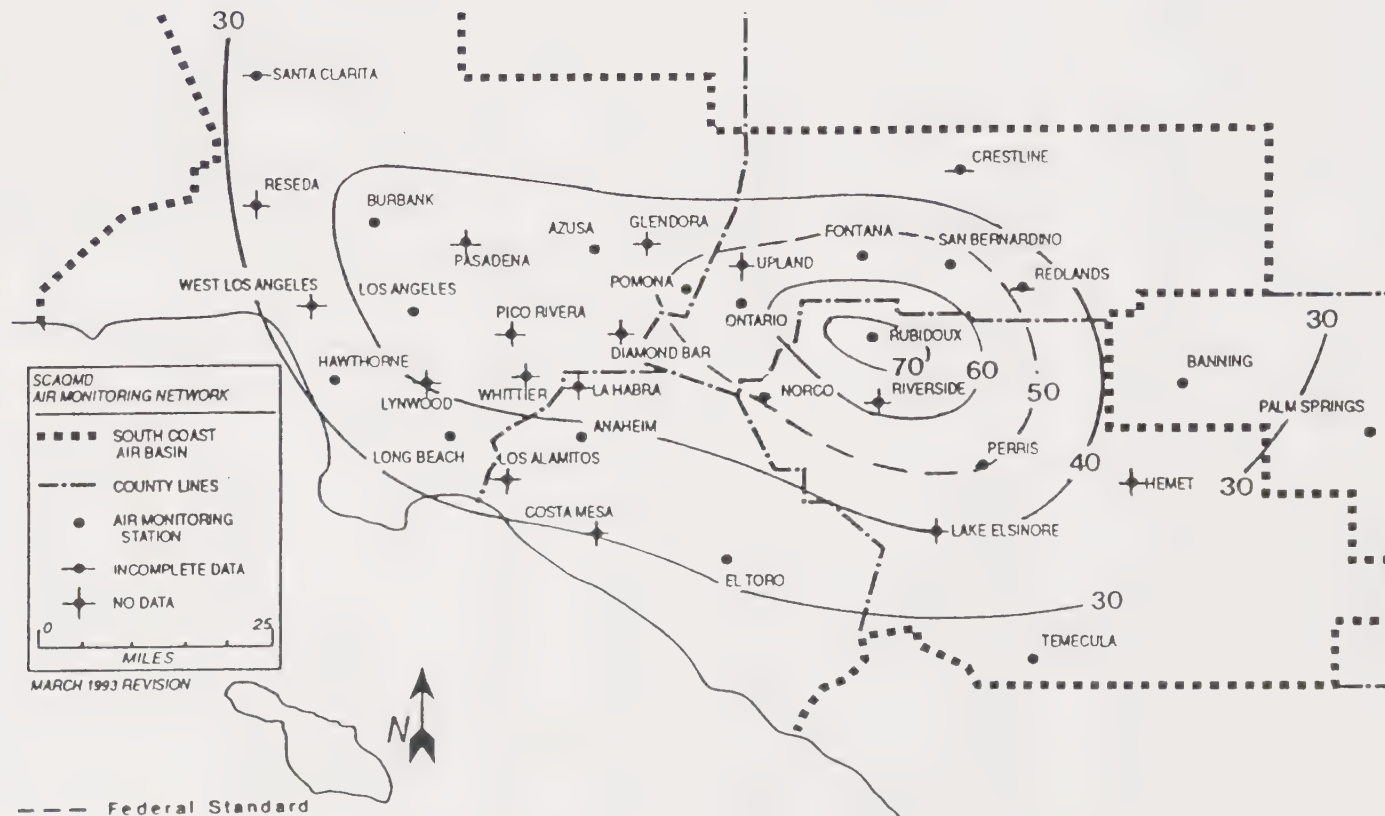 30
SANTA CLARITA
CRESTLINE
RESEDA
BURBANK
AZUSA
GLENDORA
FONTANA
SAN BERNARDINO
PASADENA
UPLAND
REDLANDS
WEST LOS ANGELES
LOS ANGELES
POMONA
PICO RIVERA
ONTARIO
RUBIDOUX
30
HAWTHORNE
DIAMOND BAR
70
60
50
BANNING
LYNWOOD
WHITTIER
LA HABRA
NORCO
RIVERSIDE
PALM SPRINGS
ANAHEIM
PERRIS
40
LONG BEACH
LOS ALAMITOS
HEMET
30
COSTA MESA
LAKE ELSINORE
EL TORO
30
TEMECULA
SCAQMD
AIR MONITORING NETWORK
SOUTH COAST
AIR BASIN
COUNTY LINES
AIR MONITORING
STATION
INCOMPLETE DATA
NO DATA
0 25
MILES
MARCH 1993 REVISION
N
Federal Standard